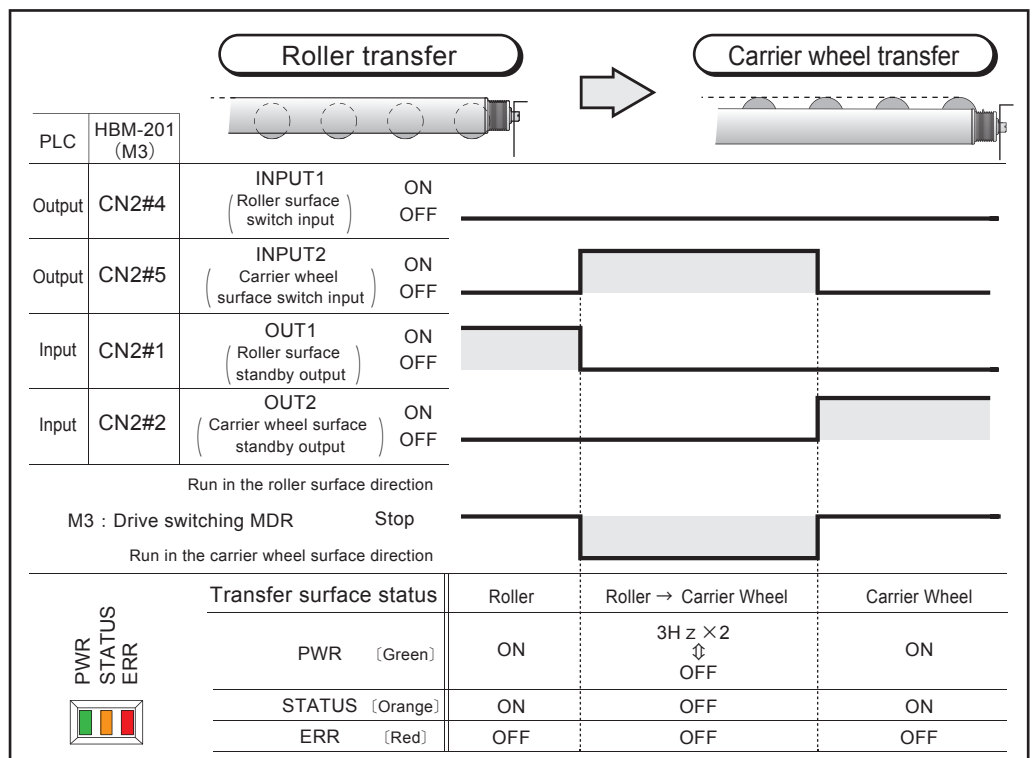 Roller transfer
Carrier wheel transfer
PLC
HBM-201
（M3）
Output
CN2#4
INPUT1
(Roller surface
switch input)
ON
OFF
Output
CN2#5
INPUT2
(Carrier wheel
surface switch input)
ON
OFF
Input
CN2#1
OUT1
(Roller surface
standby output)
ON
OFF
Input
CN2#2
OUT2
(Carrier wheel surface
standby output)
ON
OFF
Run in the roller surface direction
M3：Drive switching MDR
Stop
Run in the carrier wheel surface direction
PWR
STATUS
ERR
Transfer surface status
Roller
Roller → Carrier Wheel
Carrier Wheel
PWR 〔Green〕
ON
3Hｚ×2
⇕
OFF
ON
STATUS 〔Orange〕
ON
OFF
ON
ERR 〔Red〕
OFF
OFF
OFF